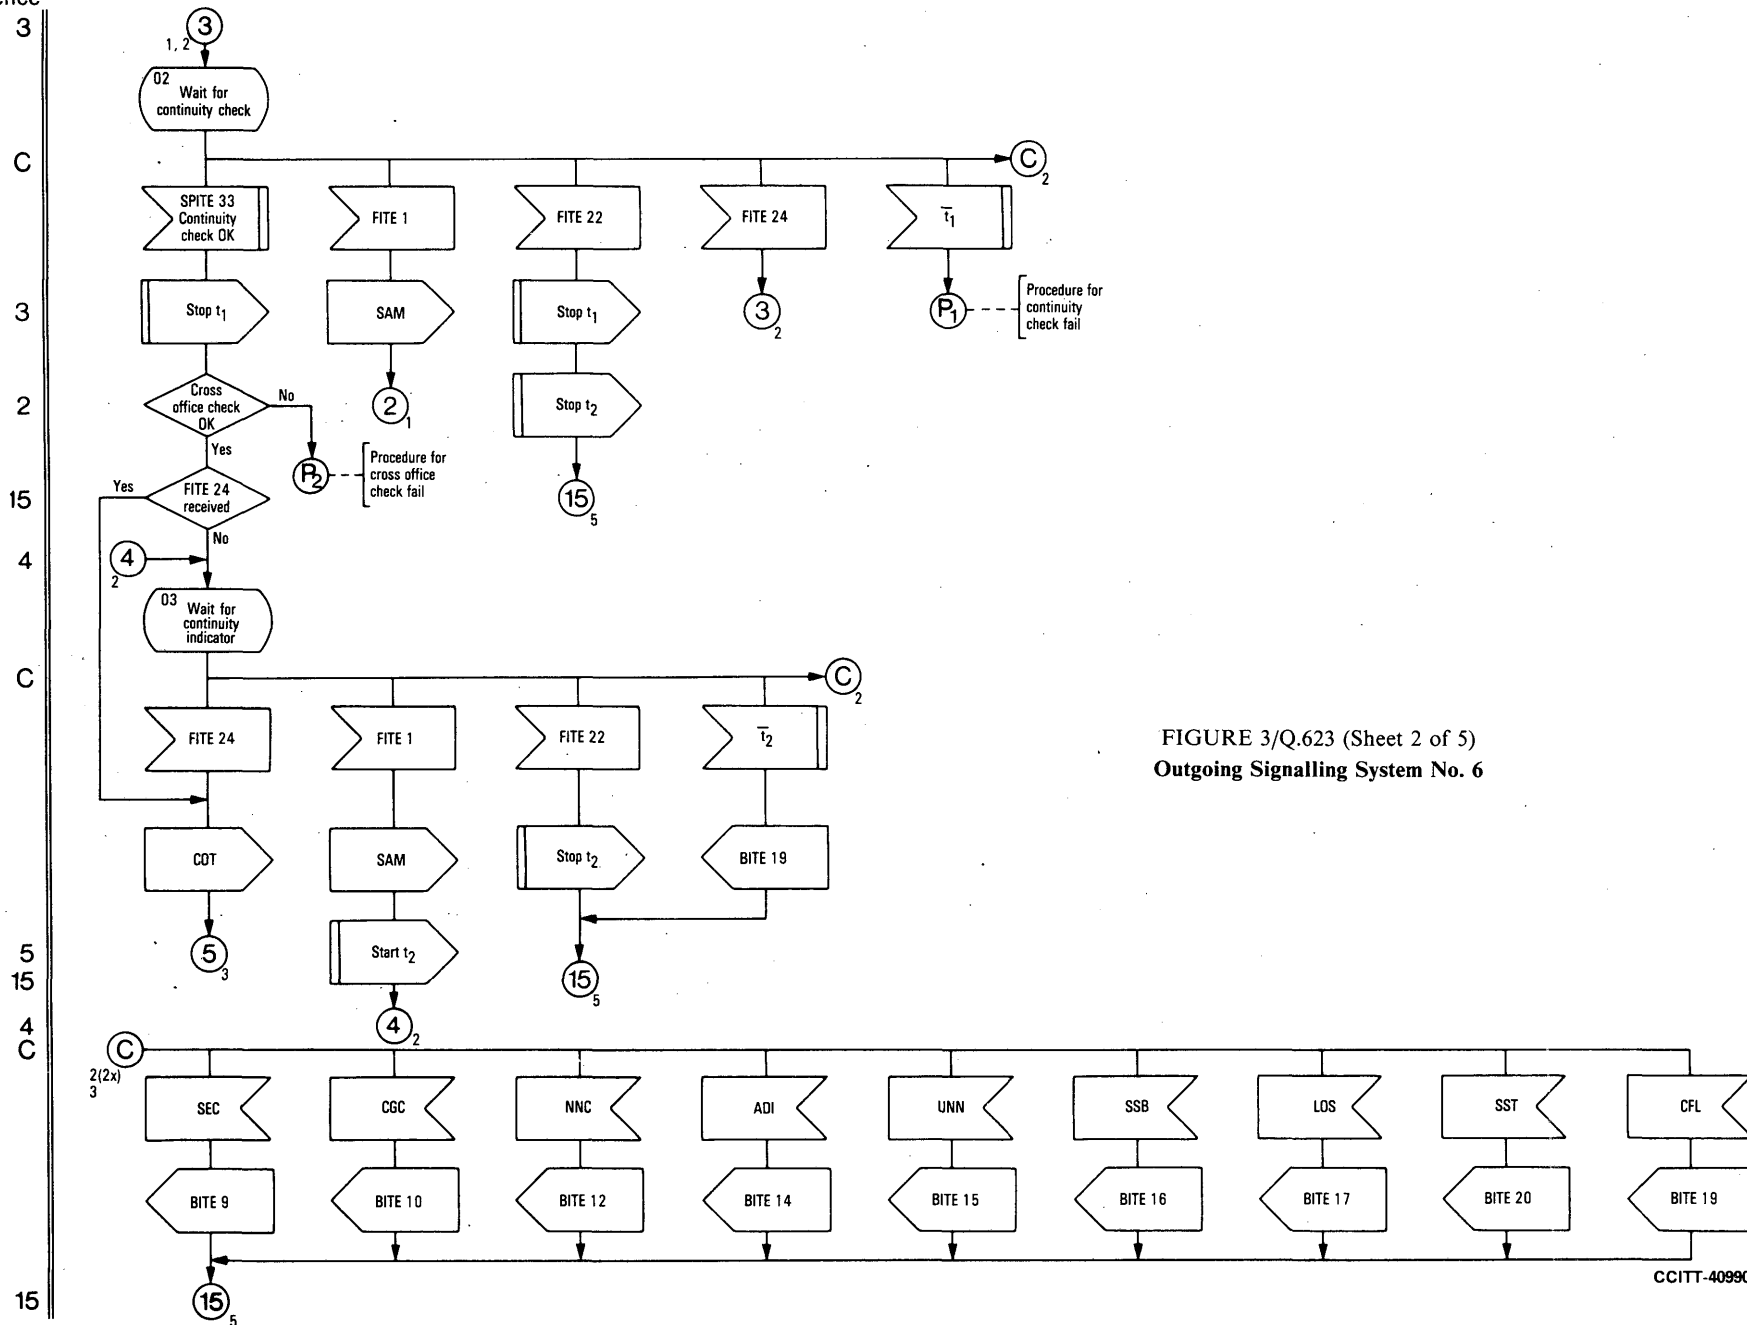 3
3
1, 2
02
Wait for
continuity check
C
C
2
SPITE 33
Continuity
check OK
FITE 1
FITE 22
FITE 24
t1
3
Stop t1
SAM
Stop t1
3
2
P1
Procedure for
continuity
check fail
2
Cross
office check
OK
No
Yes
2
1
Stop t2
P2
Procedure for
cross office
check fail
15
Yes
FITE 24
received
No
15
5
4
4
2
03
Wait for
continuity
indicator
C
C
2
FITE 24
FITE 1
FITE 22
t2
FIGURE 3/Q.623 (Sheet 2 of 5)
Outgoing Signalling System No. 6
COT
SAM
Stop t2
BITE 19
5
5
3
Start t2
15
15
5
4
4
2
C
C
2(2x)
3
SEC
CGC
NNC
ADI
UNN
SSB
LOS
SST
CFL
BITE 9
BITE 10
BITE 12
BITE 14
BITE 15
BITE 16
BITE 17
BITE 20
BITE 19
CCITT-40990
15
15
5